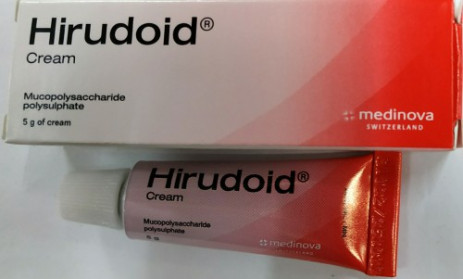 Hirudoid®
Cream
Mucopolysaccharide
polysulphate
5 g of cream
medinova
SWITZERLAND
Hirudoid®
Cream
Mucopolysaccharide
polysulphate
medinova